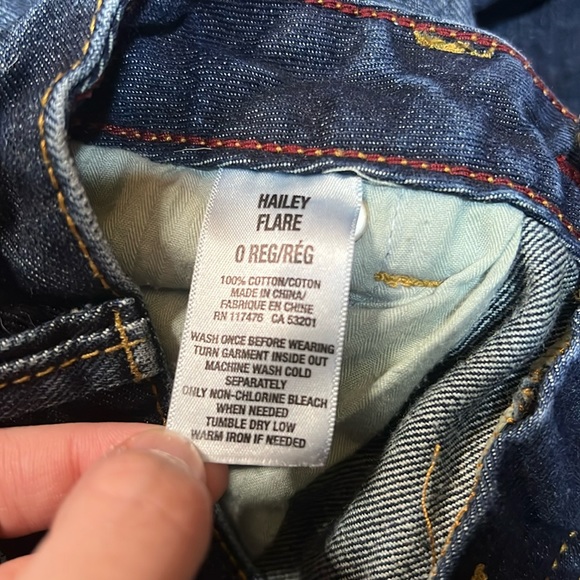 HAILEY
FLARE
0 REG/RÉG
100% COTTON/COTON
MADE IN CHINA/
FABRIQUE EN CHINE
RN 117476 CA 53201
WASH ONCE BEFORE WEARING
TURN GARMENT INSIDE OUT
MACHINE WASH COLD
SEPARATELY
ONLY NON-CHLORINE BLEACH
WHEN NEEDED
TUMBLE DRY LOW
WARM IRON IF NEEDED